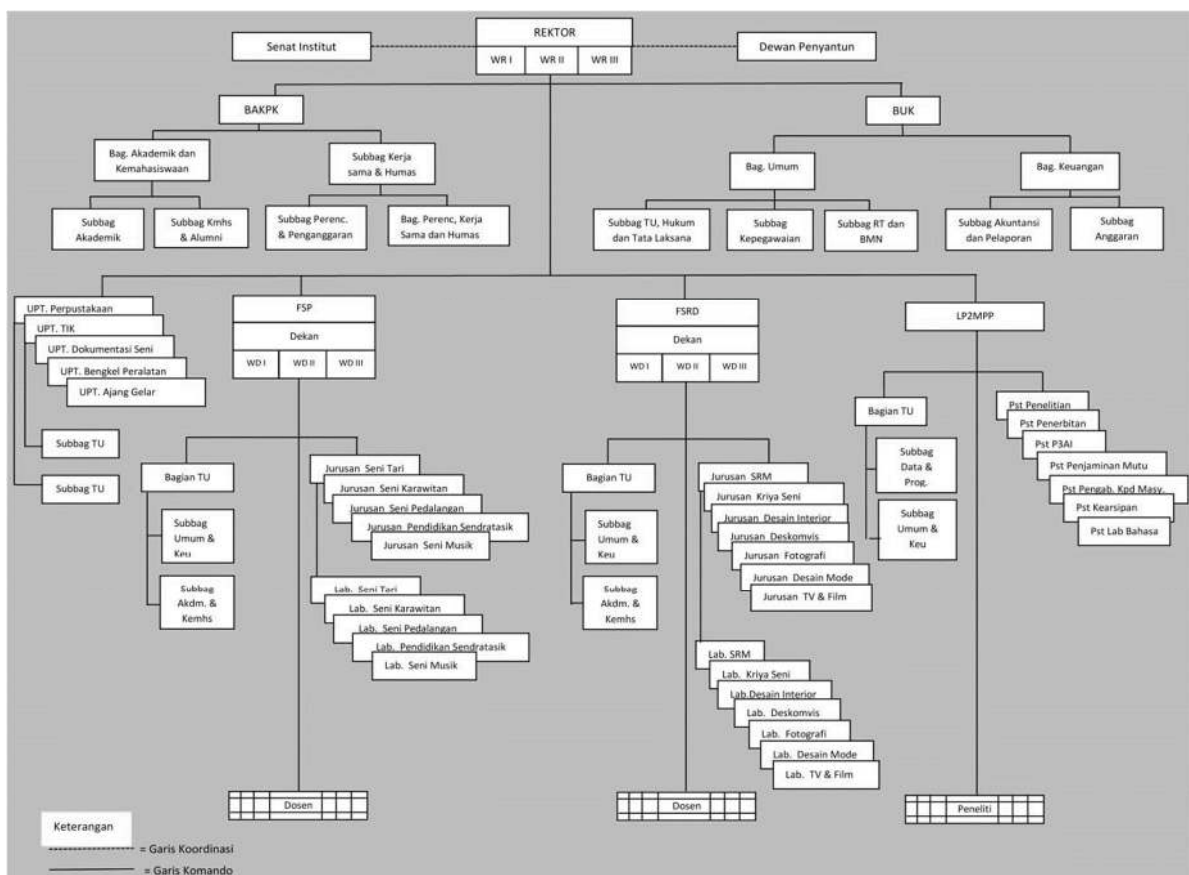 REKTOR
Senat Institut
Dewan Penyantun
WR I
WR II
WR III
BAKPK
BUK
Bag. Akademik dan
Kemahasiswaan
Subbag Kerja
sama & Humas
Bag. Umum
Bag. Keuangan
Subbag
Akademik
Subbag Kmhs
& Alumni
Subbag Perenc.
& Penganggaran
Bag. Perenc, Kerja
Sama dan Humas
Subbag TU, Hukum
dan Tata Laksana
Subbag
Kepegawaian
Subbag RT dan
BMN
Subbag Akuntansi
dan Pelaporan
Subbag
Anggaran
UPT. Perpustakaan
UPT. TIK
UPT. Dokumentasi Seni
UPT. Bengkel Peralatan
UPT. Ajang Gelar
Subbag TU
Subbag TU
FSP
Dekan
WD I
WD II
WD III
Bagian TU
Subbag
Umum &
Keu
Subbag
Akdm. &
Kemhs
Jurusan Seni Tari
Jurusan Seni Karawitan
Jurusan Seni Pedalangan
Jurusan Pendidikan Sendratasik
Jurusan Seni Musik
Lab. Seni Tari
Lab. Seni Karawitan
Lab. Seni Pedalangan
Lab. Pendidikan Sendratasik
Lab. Seni Musik
Dosen
FSRD
Dekan
WD I
WD II
WD III
Bagian TU
Subbag
Umum &
Keu
Subbag
Akdm. &
Kemhs
Jurusan SRM
Jurusan Kriya Seni
Jurusan Desain Interior
Jurusan Deskomvis
Jurusan Fotografi
Jurusan Desain Mode
Jurusan TV & Film
Lab. SRM
Lab. Kriya Seni
Lab.Desain Interior
Lab. Deskomvis
Lab. Fotografi
Lab. Desain Mode
Lab. TV & Film
Dosen
LP2MPP
Bagian TU
Subbag
Data &
Prog.
Subbag
Umum &
Keu
Pst Penelitian
Pst Penerbitan
Pst P3AI
Pst Penjaminan Mutu
Pst Pengab. Kpd Masy.
Pst Kearsipan
Pst Lab Bahasa
Peneliti
Keterangan
= Garis Koordinasi
= Garis Komando